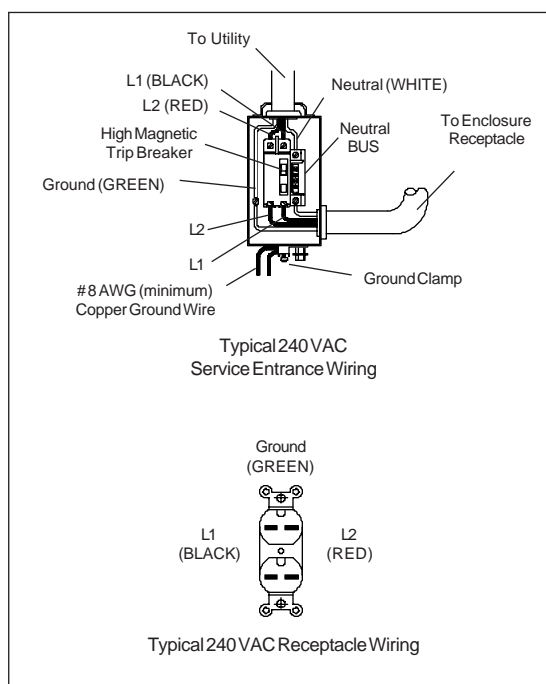 To Utility
L1 (BLACK)
L2 (RED)
High Magnetic
Trip Breaker
Ground (GREEN)
Neutral (WHITE)
Neutral
BUS
To Enclosure
Receptacle
L2
L1
#8 AWG (minimum)
Copper Ground Wire
Ground Clamp
Typical 240 VAC
Service Entrance Wiring
Ground
(GREEN)
L1
(BLACK)
L2
(RED)
Typical 240 VAC Receptacle Wiring